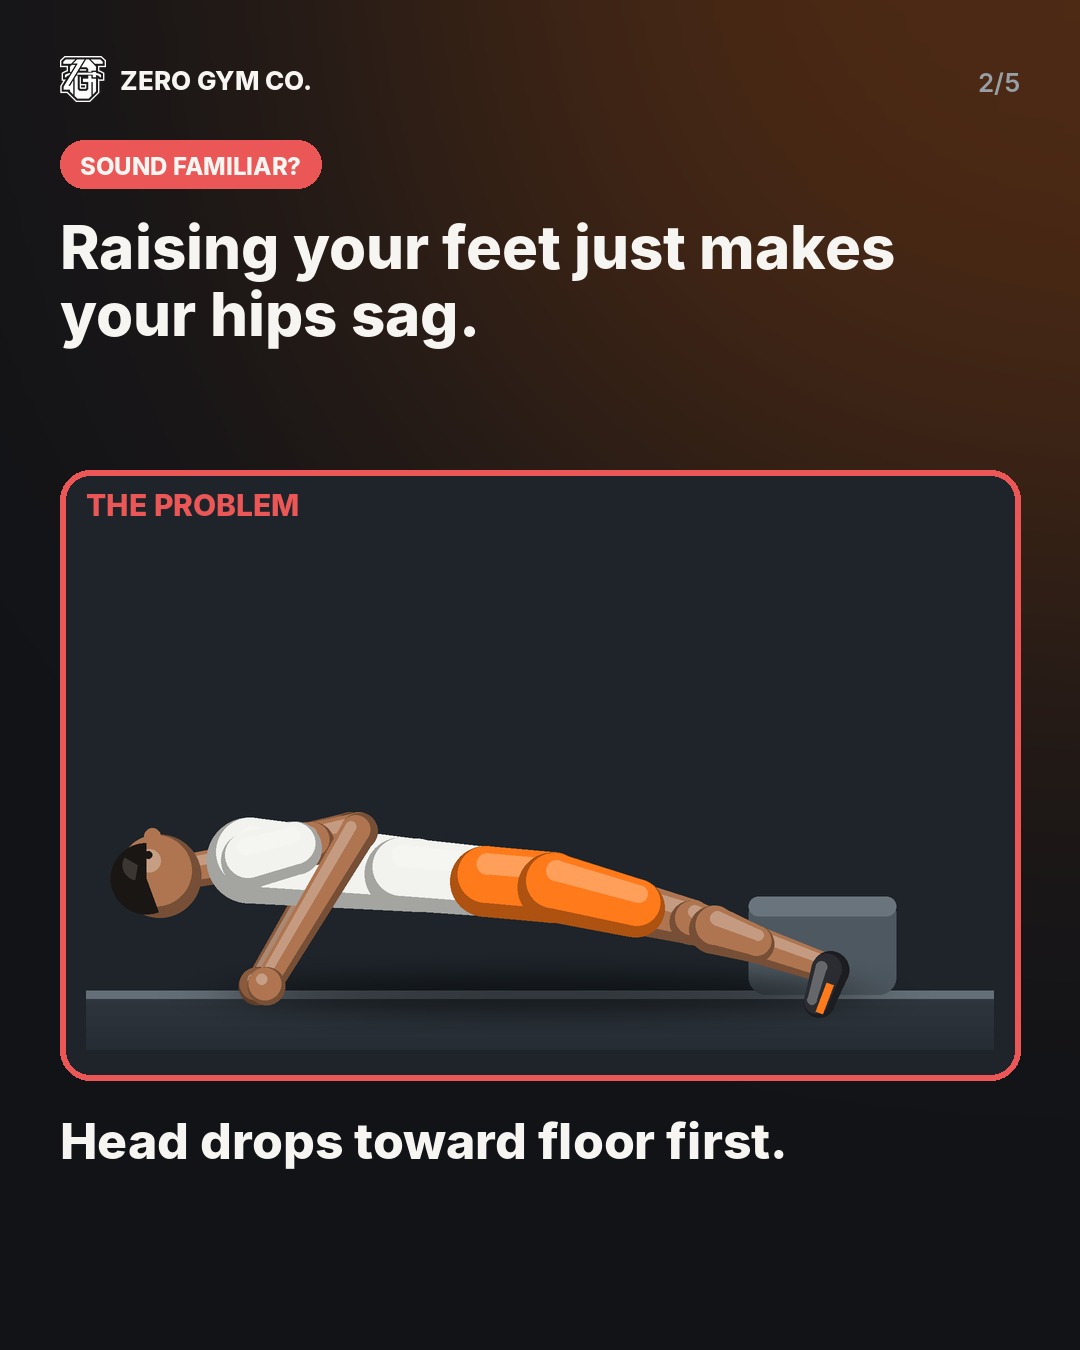 ZERO GYM CO.
2/5
SOUND FAMILIAR?
Raising your feet just makes
your hips sag.
THE PROBLEM
Head drops toward floor first.